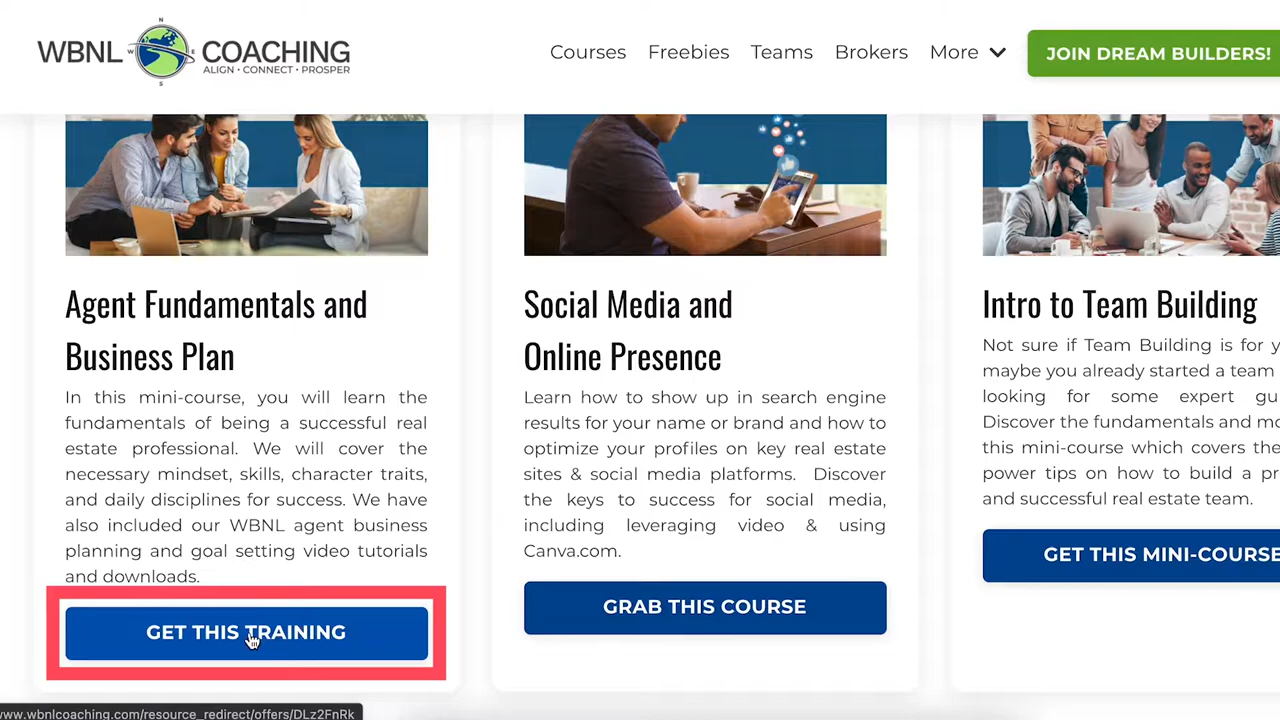 WBNL COACHING
ALIGN • CONNECT • PROSPER
N
W
E
S
Courses Freebies Teams Brokers More
JOIN DREAM BUILDERS!
Agent Fundamentals and
Business Plan
In this mini-course, you will learn the
fundamentals of being a successful real
estate professional. We will cover the
necessary mindset, skills, character traits,
and daily disciplines for success. We have
also included our WBNL agent business
planning and goal setting video tutorials
and downloads.
GET THIS TRAINING
Social Media and
Online Presence
Learn how to show up in search engine
results for your name or brand and how to
optimize your profiles on key real estate
sites & social media platforms. Discover
the keys to success for social media,
including leveraging video & using
Canva.com.
GRAB THIS COURSE
Intro to Team Building
Not sure if Team Building is for
maybe you already started a team
looking for some expert
Discover the fundamentals and
this mini-course which covers the
power tips on how to build a
and successful real estate team.
GET THIS MINI-COURSE
www.wbnlcoaching.com/resource_redirect/offers/DLz2FnRk